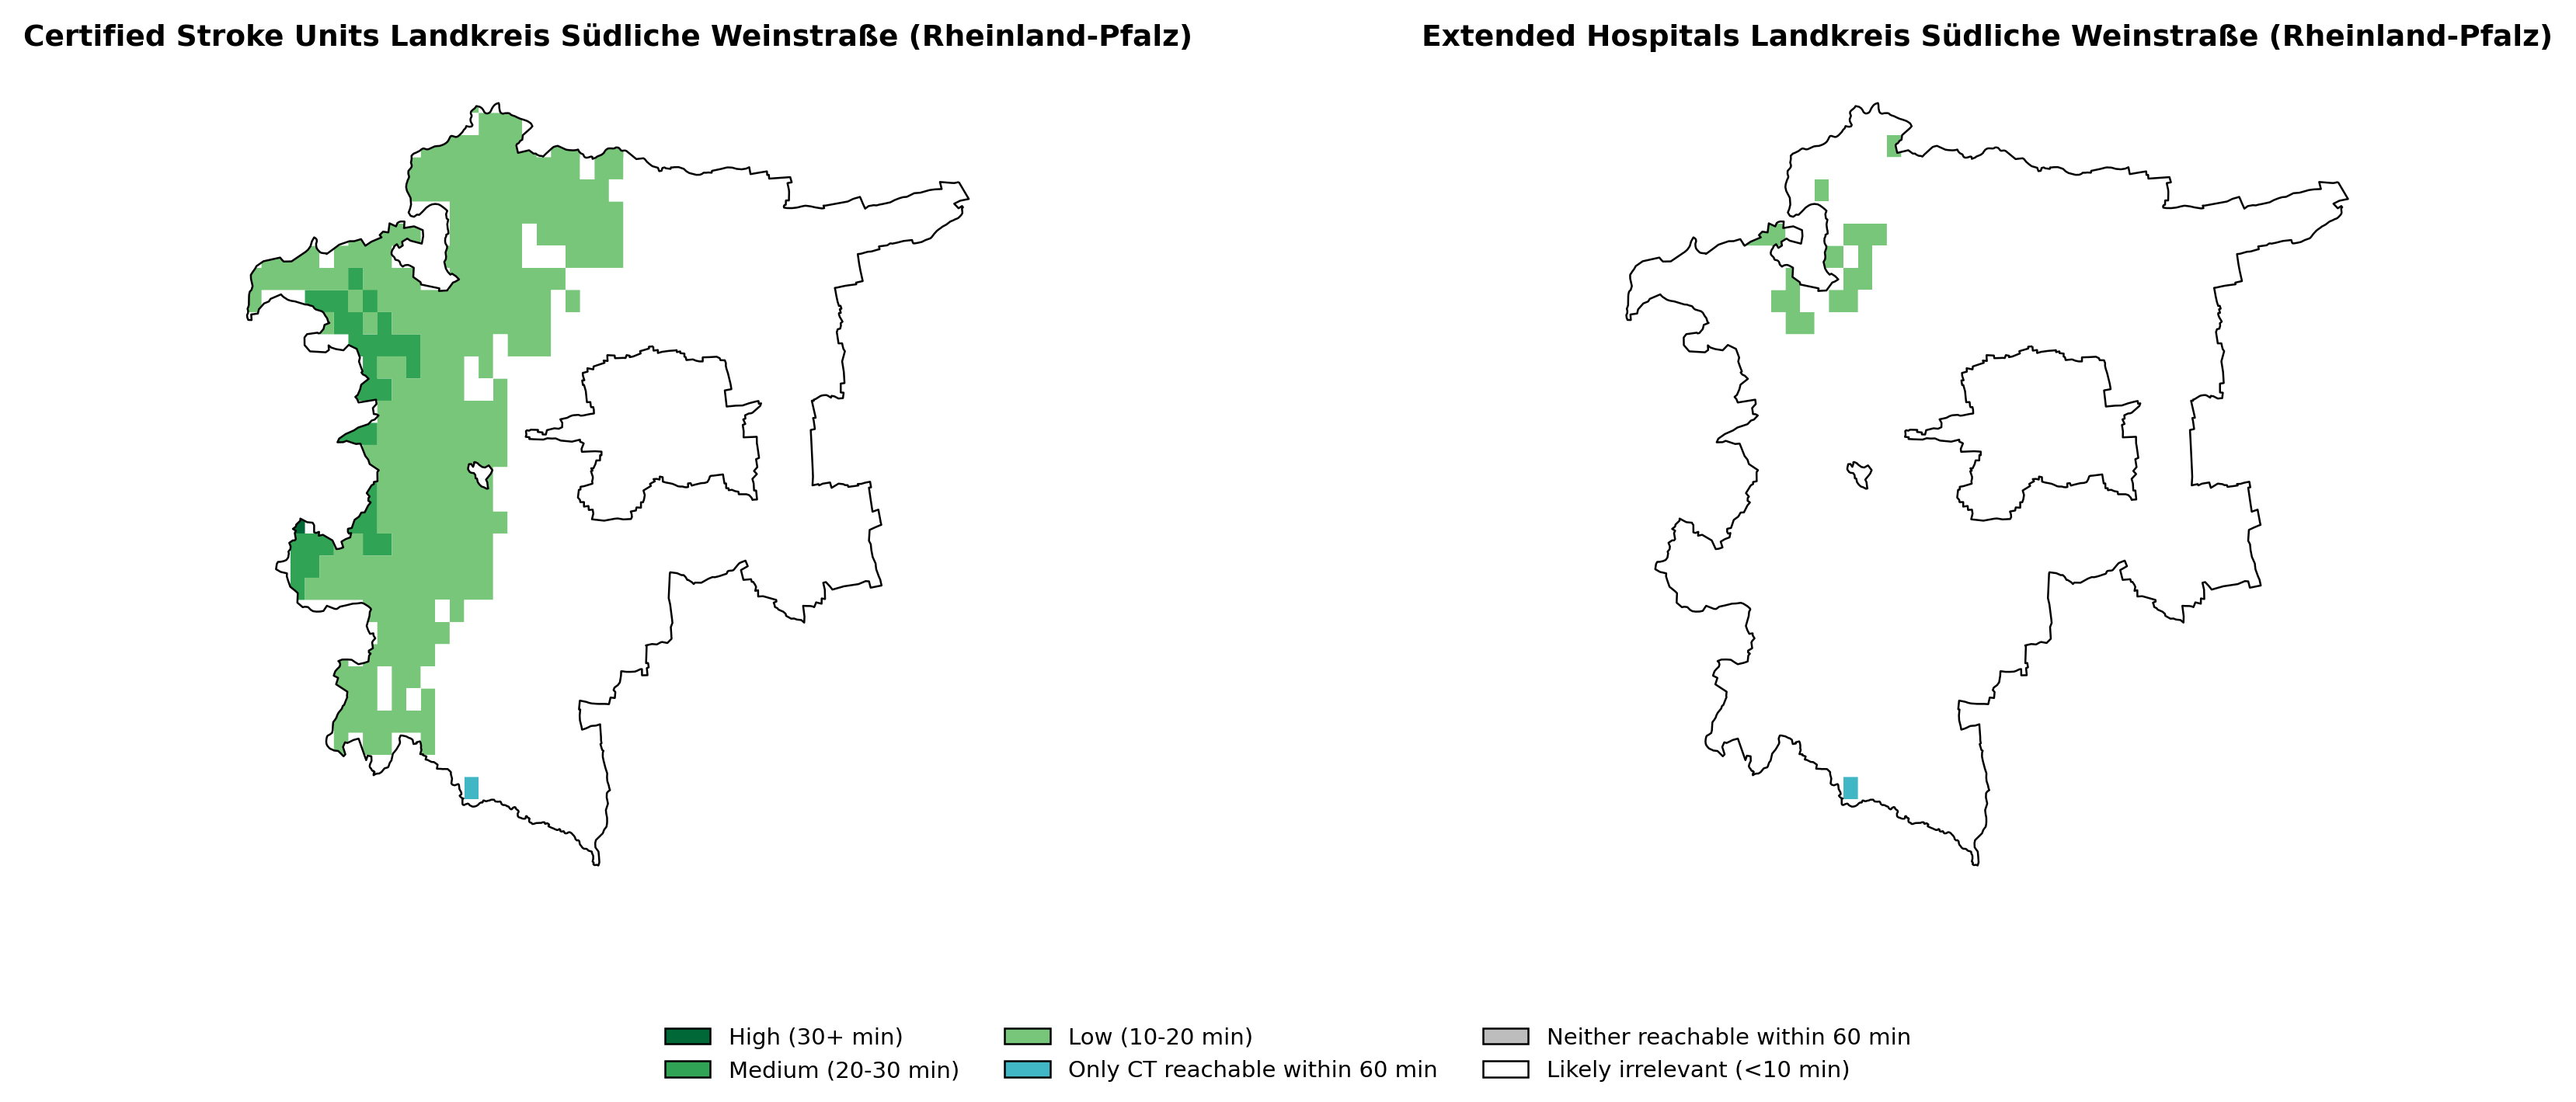 Certified Stroke Units Landkreis Südliche Weinstraße (Rheinland-Pfalz)
Extended Hospitals Landkreis Südliche Weinstraße (Rheinland-Pfalz)
High (30+ min)
Medium (20-30 min)
Low (10-20 min)
Only CT reachable within 60 min
Neither reachable within 60 min
Likely irrelevant (<10 min)